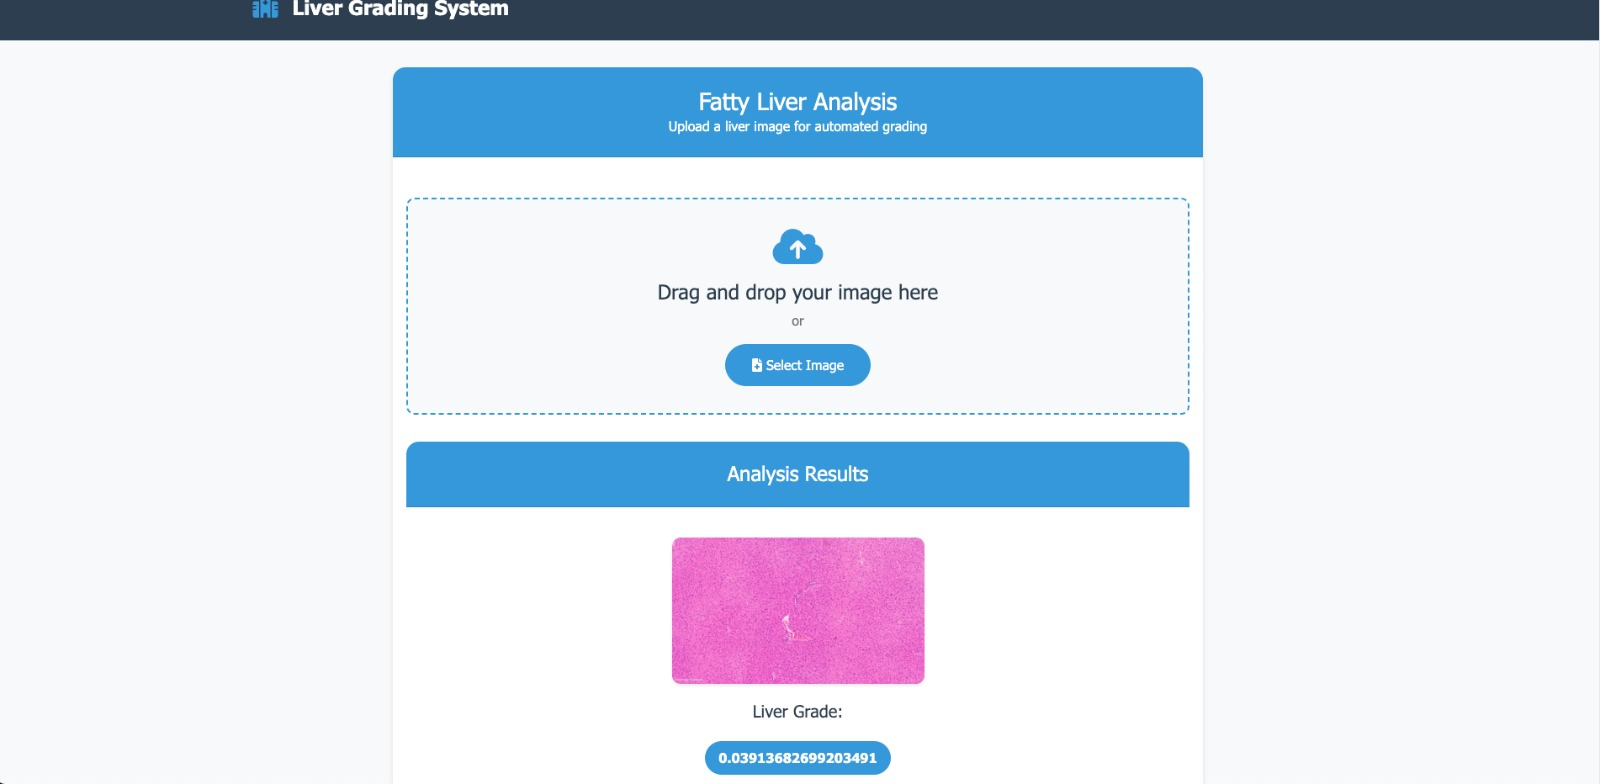 Liver Grading System
Fatty Liver Analysis
Upload a liver image for automated grading
Drag and drop your image here
or
Select Image
Analysis Results
Liver Grade:
0.03913682699203491